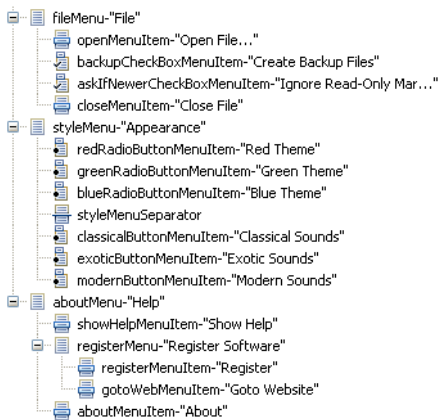 fileMenu-"File"
openMenuItem-"Open File..."
backupCheckBoxMenuItem-"Create Backup Files"
askIfNewerCheckBoxMenuItem-"Ignore Read-Only Mar..."
closeMenuItem-"Close File"
styleMenu-"Appearance"
redRadioButtonMenuItem-"Red Theme"
greenRadioButtonMenuItem-"Green Theme"
blueRadioButtonMenuItem-"Blue Theme"
styleMenuSeparator
classicalButtonMenuItem-"Classical Sounds"
exoticButtonMenuItem-"Exotic Sounds"
modernButtonMenuItem-"Modern Sounds"
aboutMenu-"Help"
showHelpMenuItem-"Show Help"
registerMenu-"Register Software"
registerMenuItem-"Register"
gotoWebMenuItem-"Goto Website"
aboutMenuItem-"About"